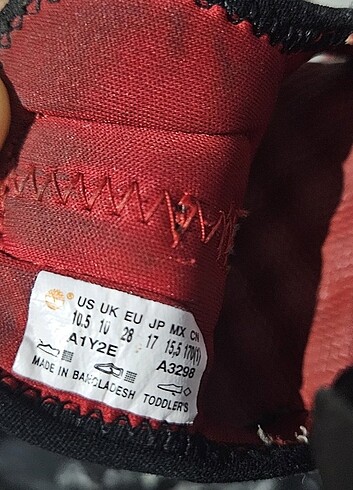 US UK EU JP MX CN
10.5 10 28 17 15,5 170(1)
A1Y2E A3298
MADE IN BANGLADESH TODDLER'S